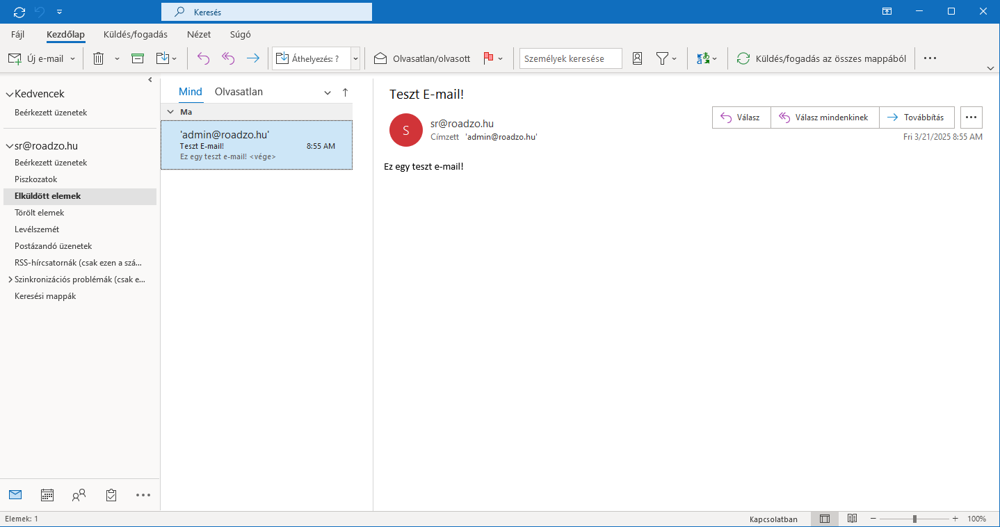 Keresés
Fájl Kezdőlap Küldés/fogadás Nézet Súgó
Új e-mail Áthelyezés: ? Olvasatlan/olvasott Személyek keresése Küldés/fogadás az összes mappából
Kedvencek
Beérkezett üzenetek
sr@roadzo.hu
Beérkezett üzenetek
Piszkozatok
Elküldött elemek
Törölt elemek
Levélszemét
Postázandó üzenetek
RSS-hírcsatornák (csak ezen a szá...
Szinkronizációs problémák (csak e...
Keresési mappák
Mind Olvasatlan
Ma
'admin@roadzo.hu'
Teszt E-mail! 8:55 AM
Ez egy teszt e-mail! <vége>
Teszt E-mail!
S
sr@roadzo.hu
Címzett 'admin@roadzo.hu'
Válasz Válasz mindenkinek Továbbítás
Fri 3/21/2025 8:55 AM
Ez egy teszt e-mail!
Elemek: 1 Kapcsolatban 100%